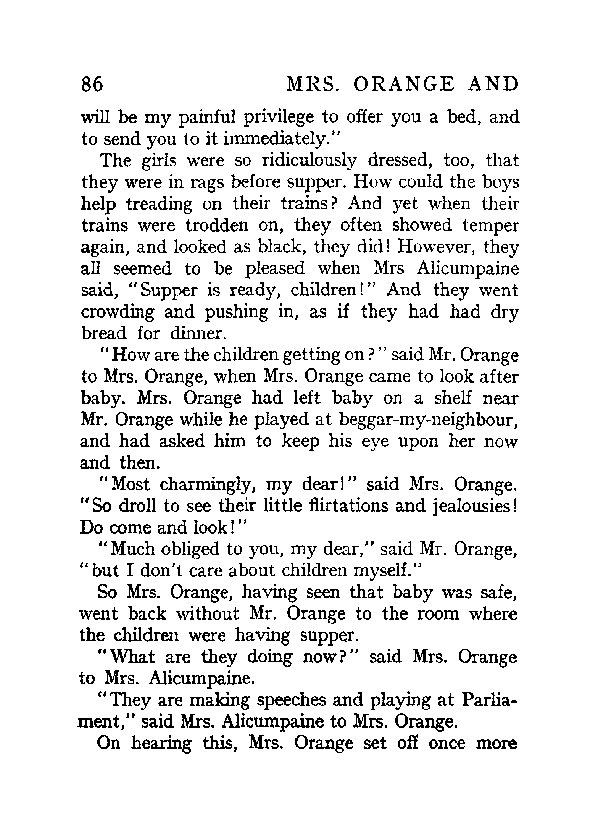 86 MRS. ORANGE AND
will be my painful privilege to offer you a bed, and
to send you to it immediately."
The girls were so ridiculously dressed, too, that
they were in rags before supper. How could the boys
help treading on their trains? And yet when their
trains were trodden on, they often showed temper
again, and looked as black, they did! However, they
all seemed to be pleased when Mrs Alicumpaine
said, "Supper is ready, children!" And they went
crowding and pushing in, as if they had had dry
bread for dinner.
"How are the children getting on?" said Mr. Orange
to Mrs. Orange, when Mrs. Orange came to look after
baby. Mrs. Orange had left baby on a shelf near
Mr. Orange while he played at beggar-my-neighbour,
and had asked him to keep his eye upon her now
and then.
"Most charmingly, my dear!" said Mrs. Orange.
"So droll to see their little flirtations and jealousies!
Do come and look!"
"Much obliged to you, my dear," said Mr. Orange,
"but I don't care about children myself."
So Mrs. Orange, having seen that baby was safe,
went back without Mr. Orange to the room where
the children were having supper.
"What are they doing now?" said Mrs. Orange
to Mrs. Alicumpaine.
"They are making speeches and playing at Parlia-
ment," said Mrs. Alicumpaine to Mrs. Orange.
On hearing this, Mrs. Orange set off once more